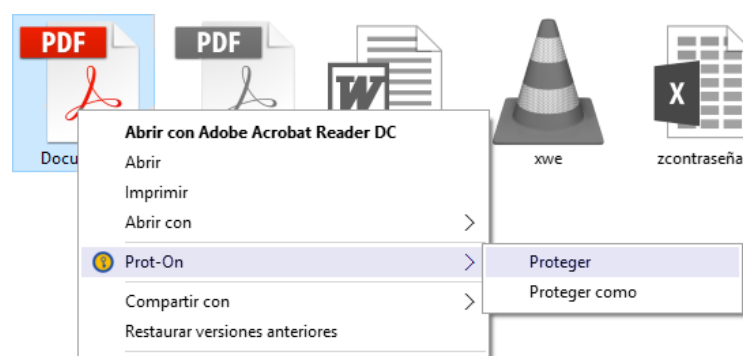 PDF
PDF
W
X
Docu
xwe
zcontraseña
Abrir con Adobe Acrobat Reader DC
Abrir
Imprimir
Abrir con
Prot-On
Proteger
Proteger como
Compartir con
Restaurar versiones anteriores